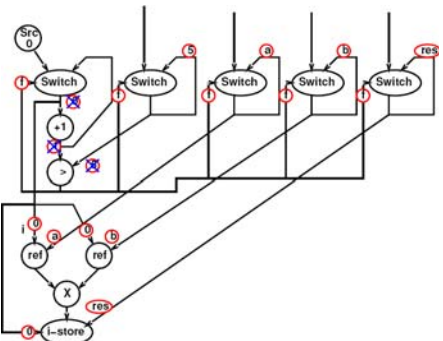 Src
0
5 a b res
f Switch f Switch f Switch f Switch f Switch
+1
>
i 0 a 0 b
ref ref
X
res
0 i-store